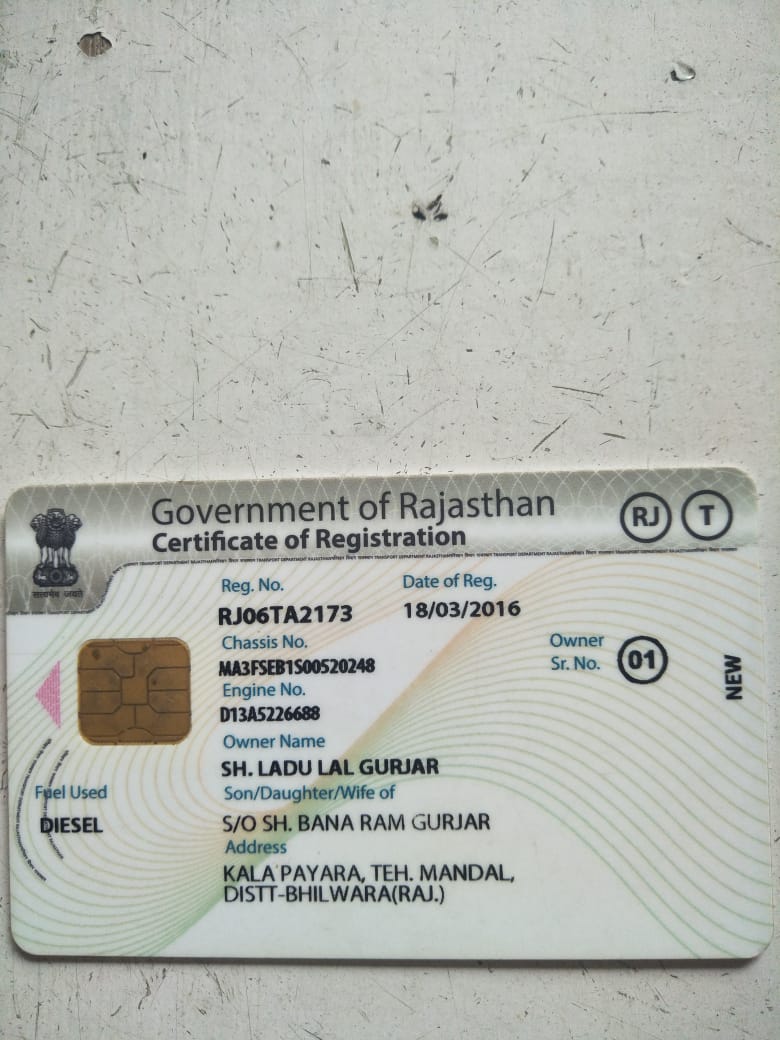 Government of Rajasthan
Certificate of Registration
RJ T
सत्यमेव जयते
Reg. No. Date of Reg.
RJ06TA2173 18/03/2016
Chassis No.
MA3FSEB1S00520248
Owner
Sr. No. 01
NEW
Engine No.
D13A5226688
Owner Name
SH. LADU LAL GURJAR
Fuel Used
DIESEL
Son/Daughter/Wife of
S/O SH. BANA RAM GURJAR
Address
KALA PAYARA, TEH. MANDAL,
DISTT-BHILWARA(RAJ.)